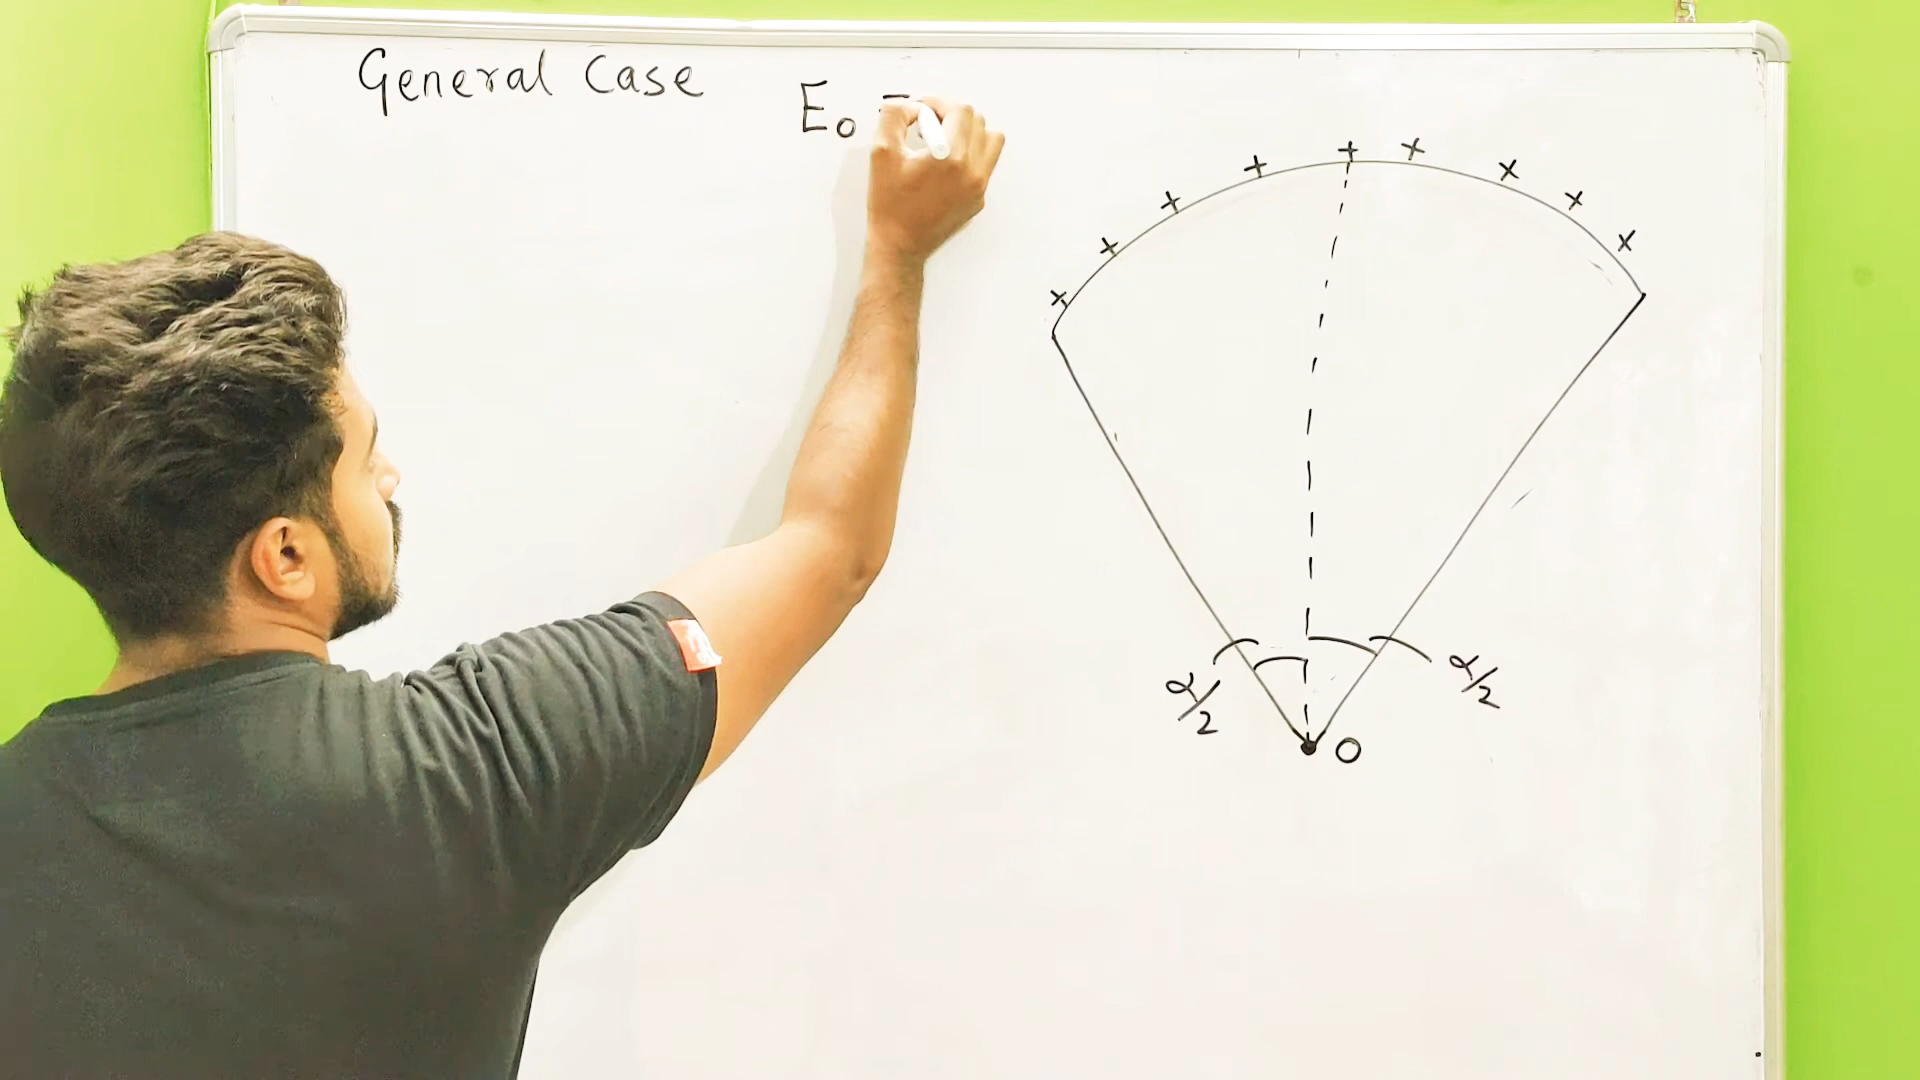 General Case
E₀ =
+ + + + + + + + +
α/2 α/2
O